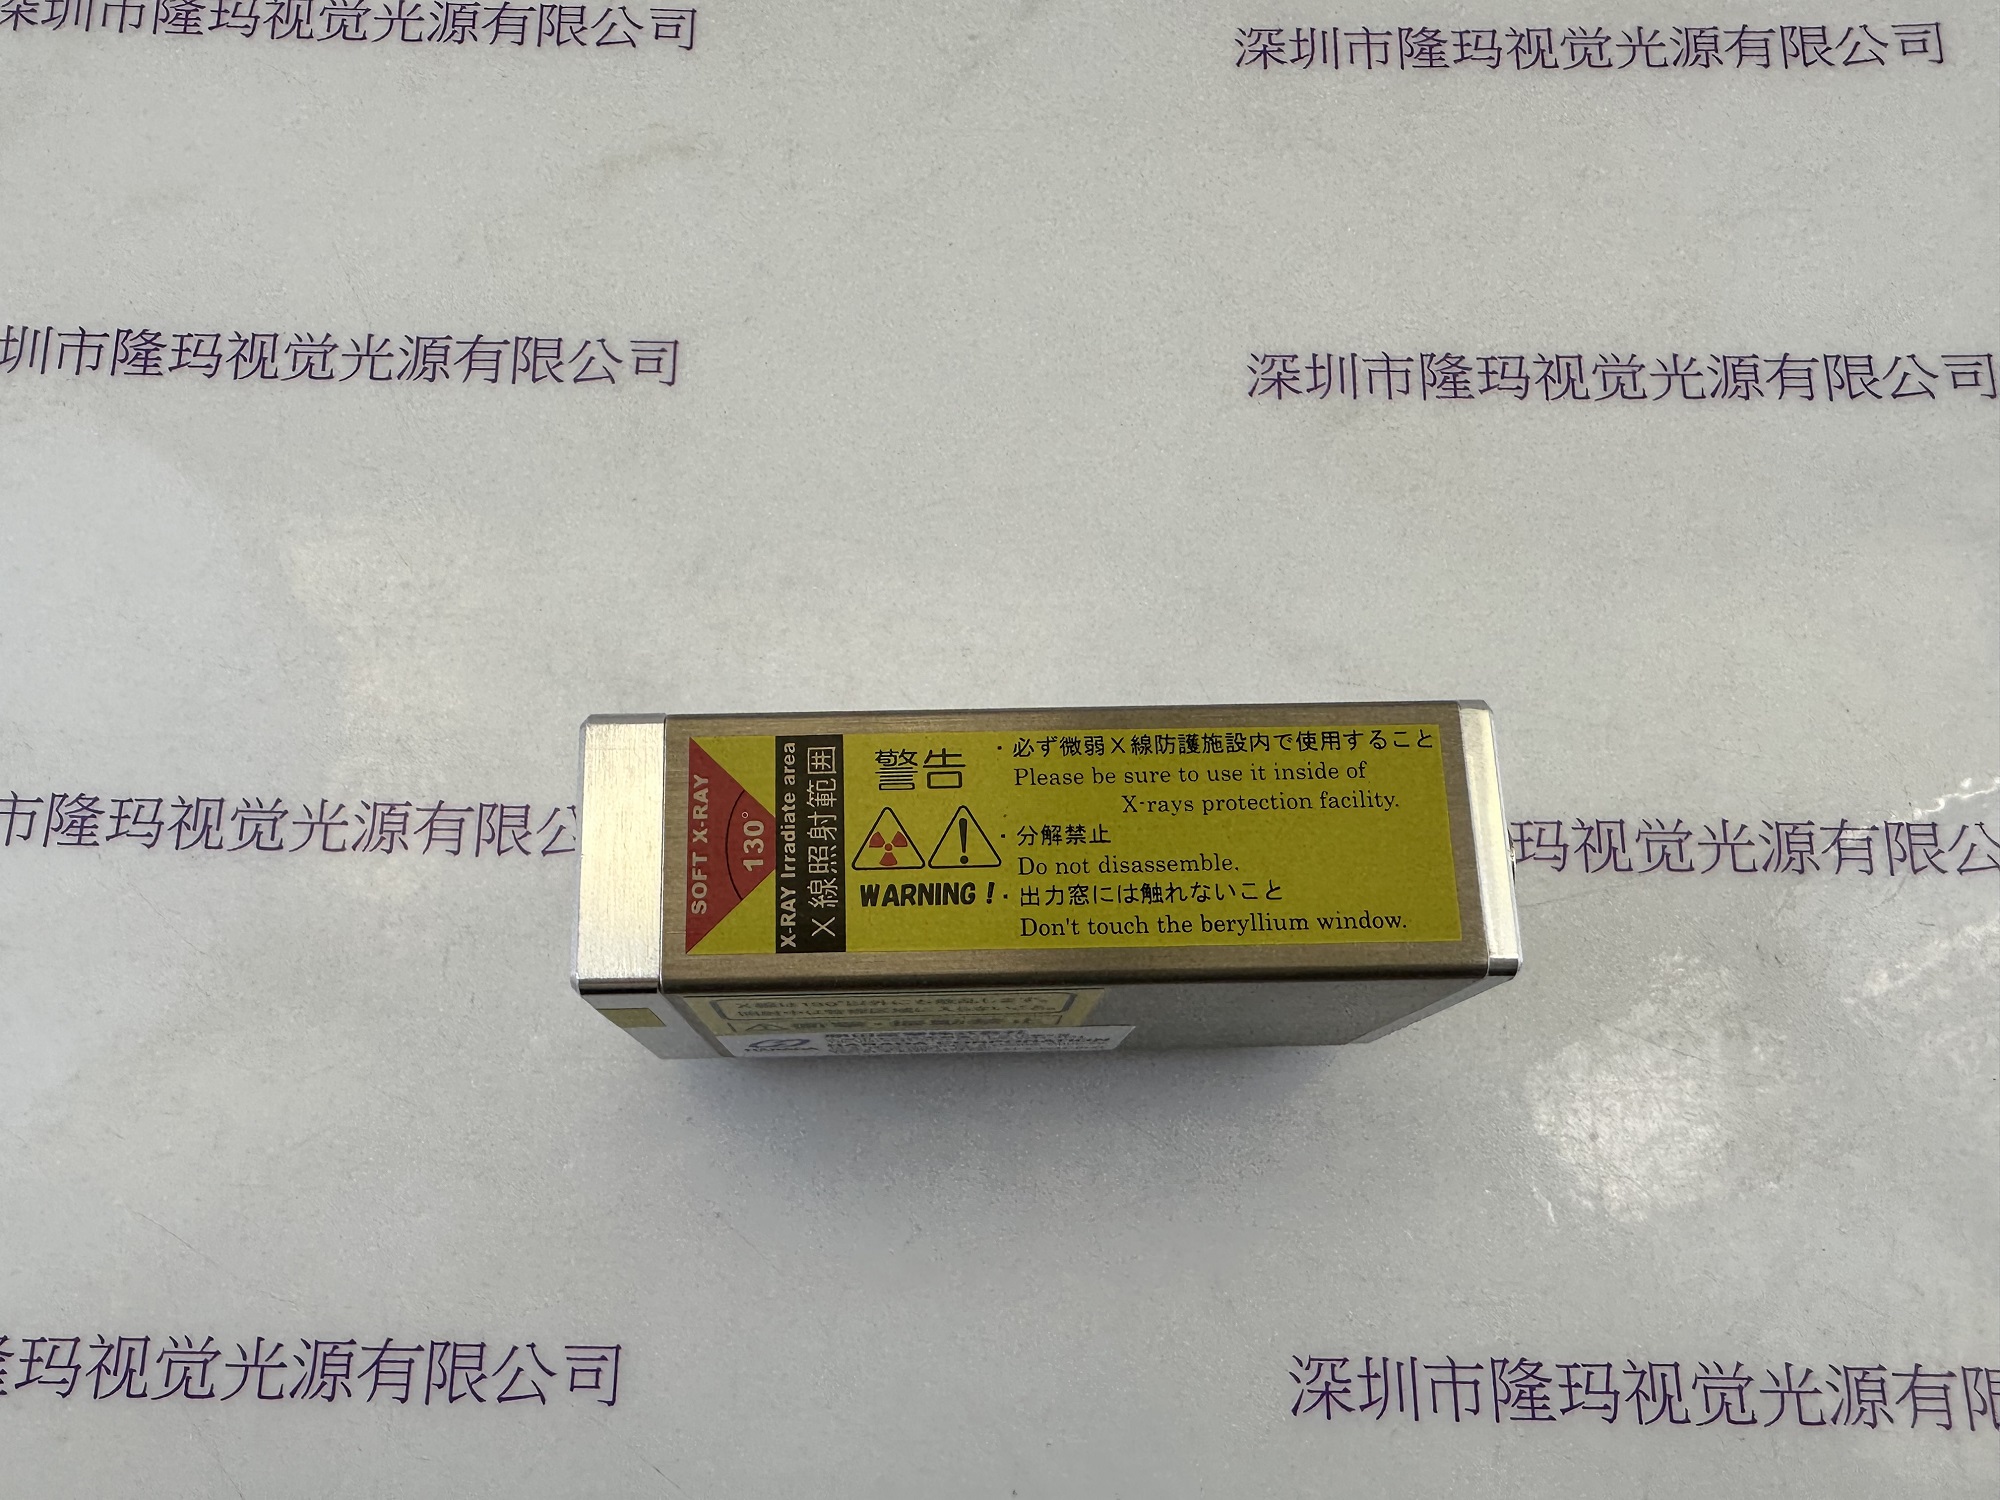 深圳市隆玛视觉光源有限公司
深圳市隆玛视觉光源有限公司
圳市隆玛视觉光源有限公司
深圳市隆玛视觉光源有限公司
市隆玛视觉光源有限公
玛视觉光源有限公
SOFT X-RAY
130°
X-RAY Irradiate area
X線照射範囲
警告
WARNING!
・必ず微弱X線防護施設内で使用すること
Please be sure to use it inside of
X-rays protection facility.
・分解禁止
Do not disassemble.
・出力窓には触れないこと
Don't touch the beryllium window.
CORPORATION
隆玛视觉光源有限公司
深圳市隆玛视觉光源有限